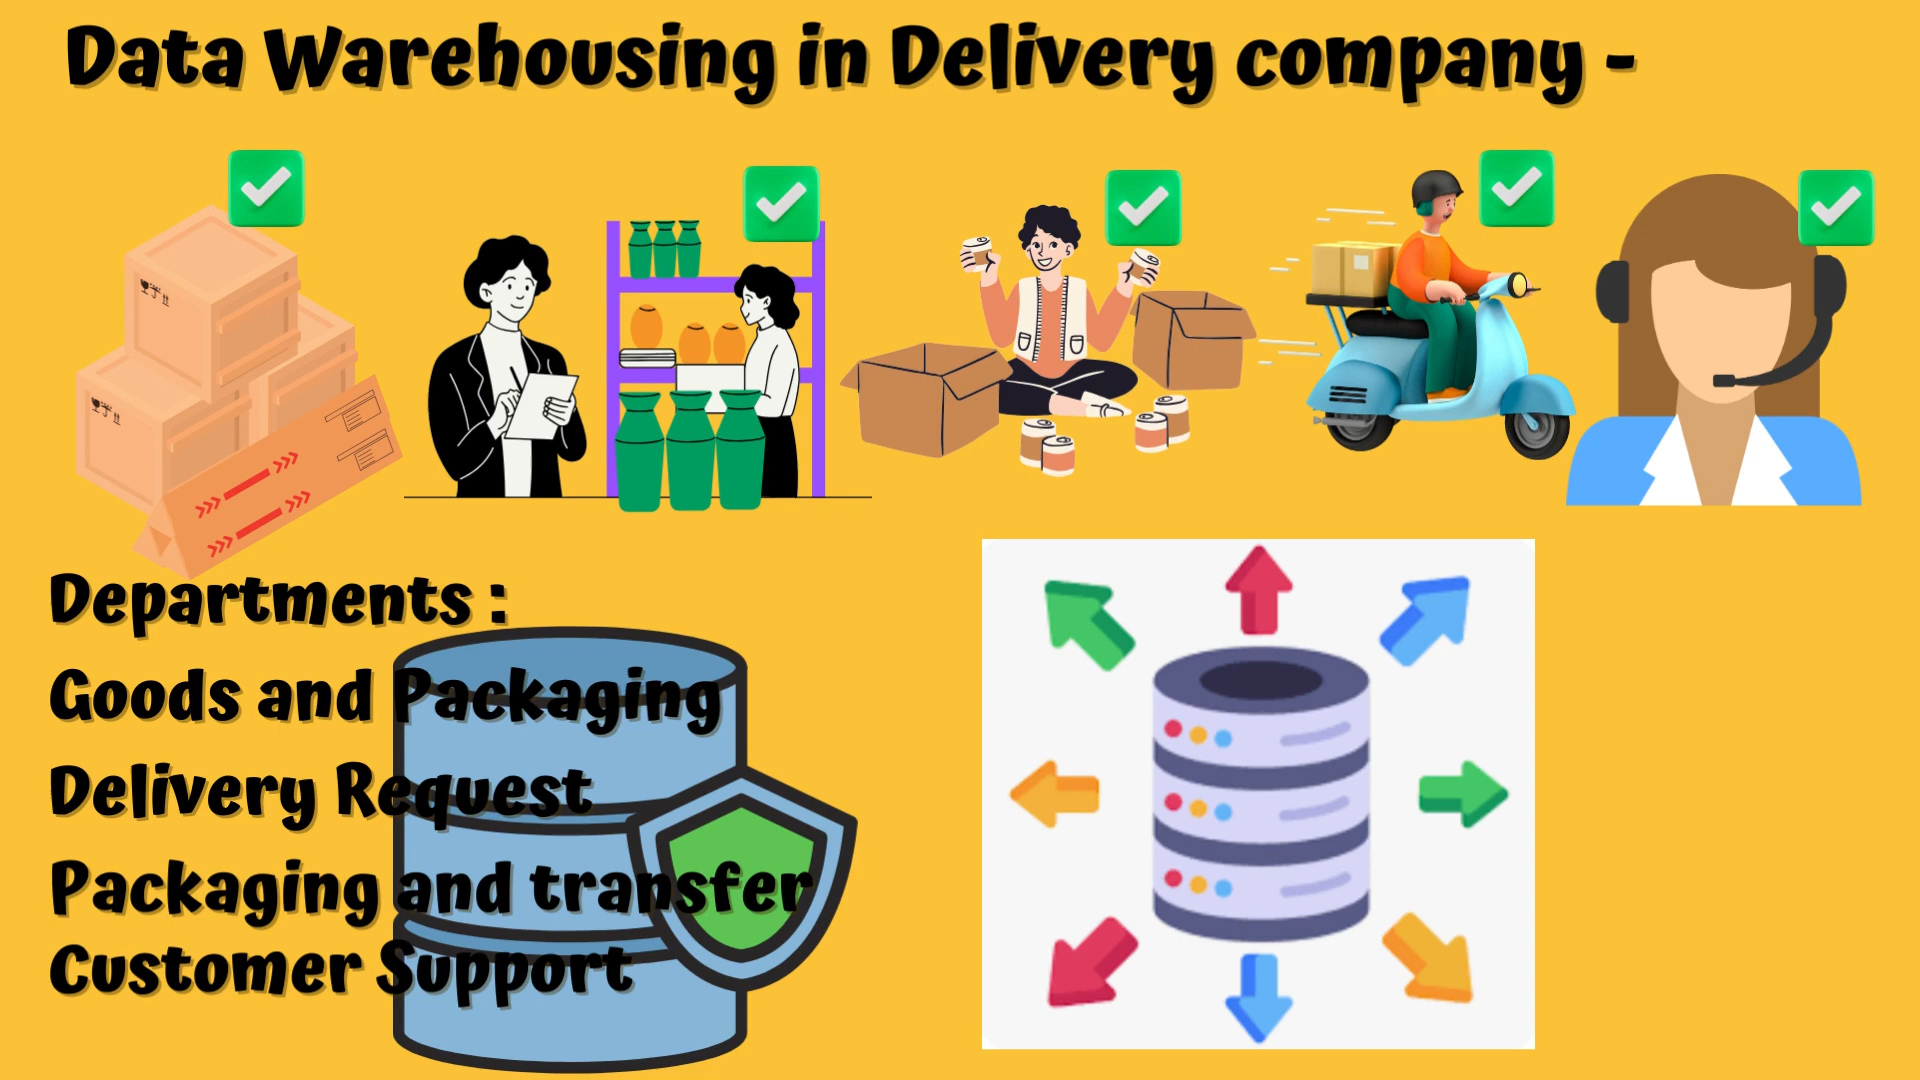 Data Warehousing in Delivery company -
Departments :
Goods and Packaging
Delivery Request
Packaging and transfer
Customer Support